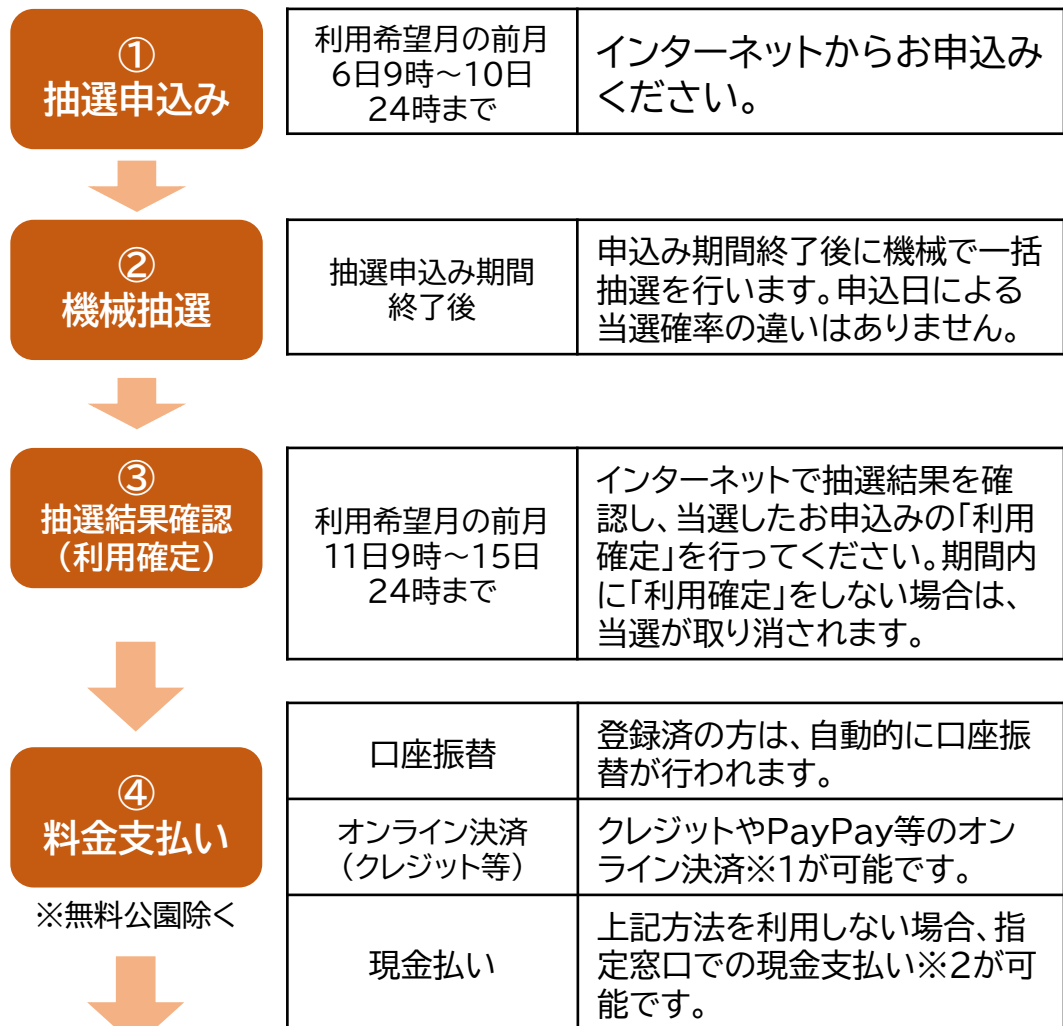 ①
抽選申込み
利用希望月の前月
6日9時～10日
24時まで
インターネットからお申込み
ください。
②
機械抽選
抽選申込み期間
終了後
申込み期間終了後に機械で一括
抽選を行います。申込日による
当選確率の違いはありません。
③
抽選結果確認
（利用確定）
利用希望月の前月
11日9時～15日
24時まで
インターネットで抽選結果を確
認し、当選したお申込みの「利用
確定」を行ってください。期間内
に「利用確定」をしない場合は、
当選が取り消されます。
④
料金支払い
※無料公園除く
口座振替
登録済の方は、自動的に口座振
替が行われます。
オンライン決済
（クレジット等）
クレジットやPayPay等のオン
ライン決済※1が可能です。
現金払い
上記方法を利用しない場合、指
定窓口での現金支払い※2が可
能です。